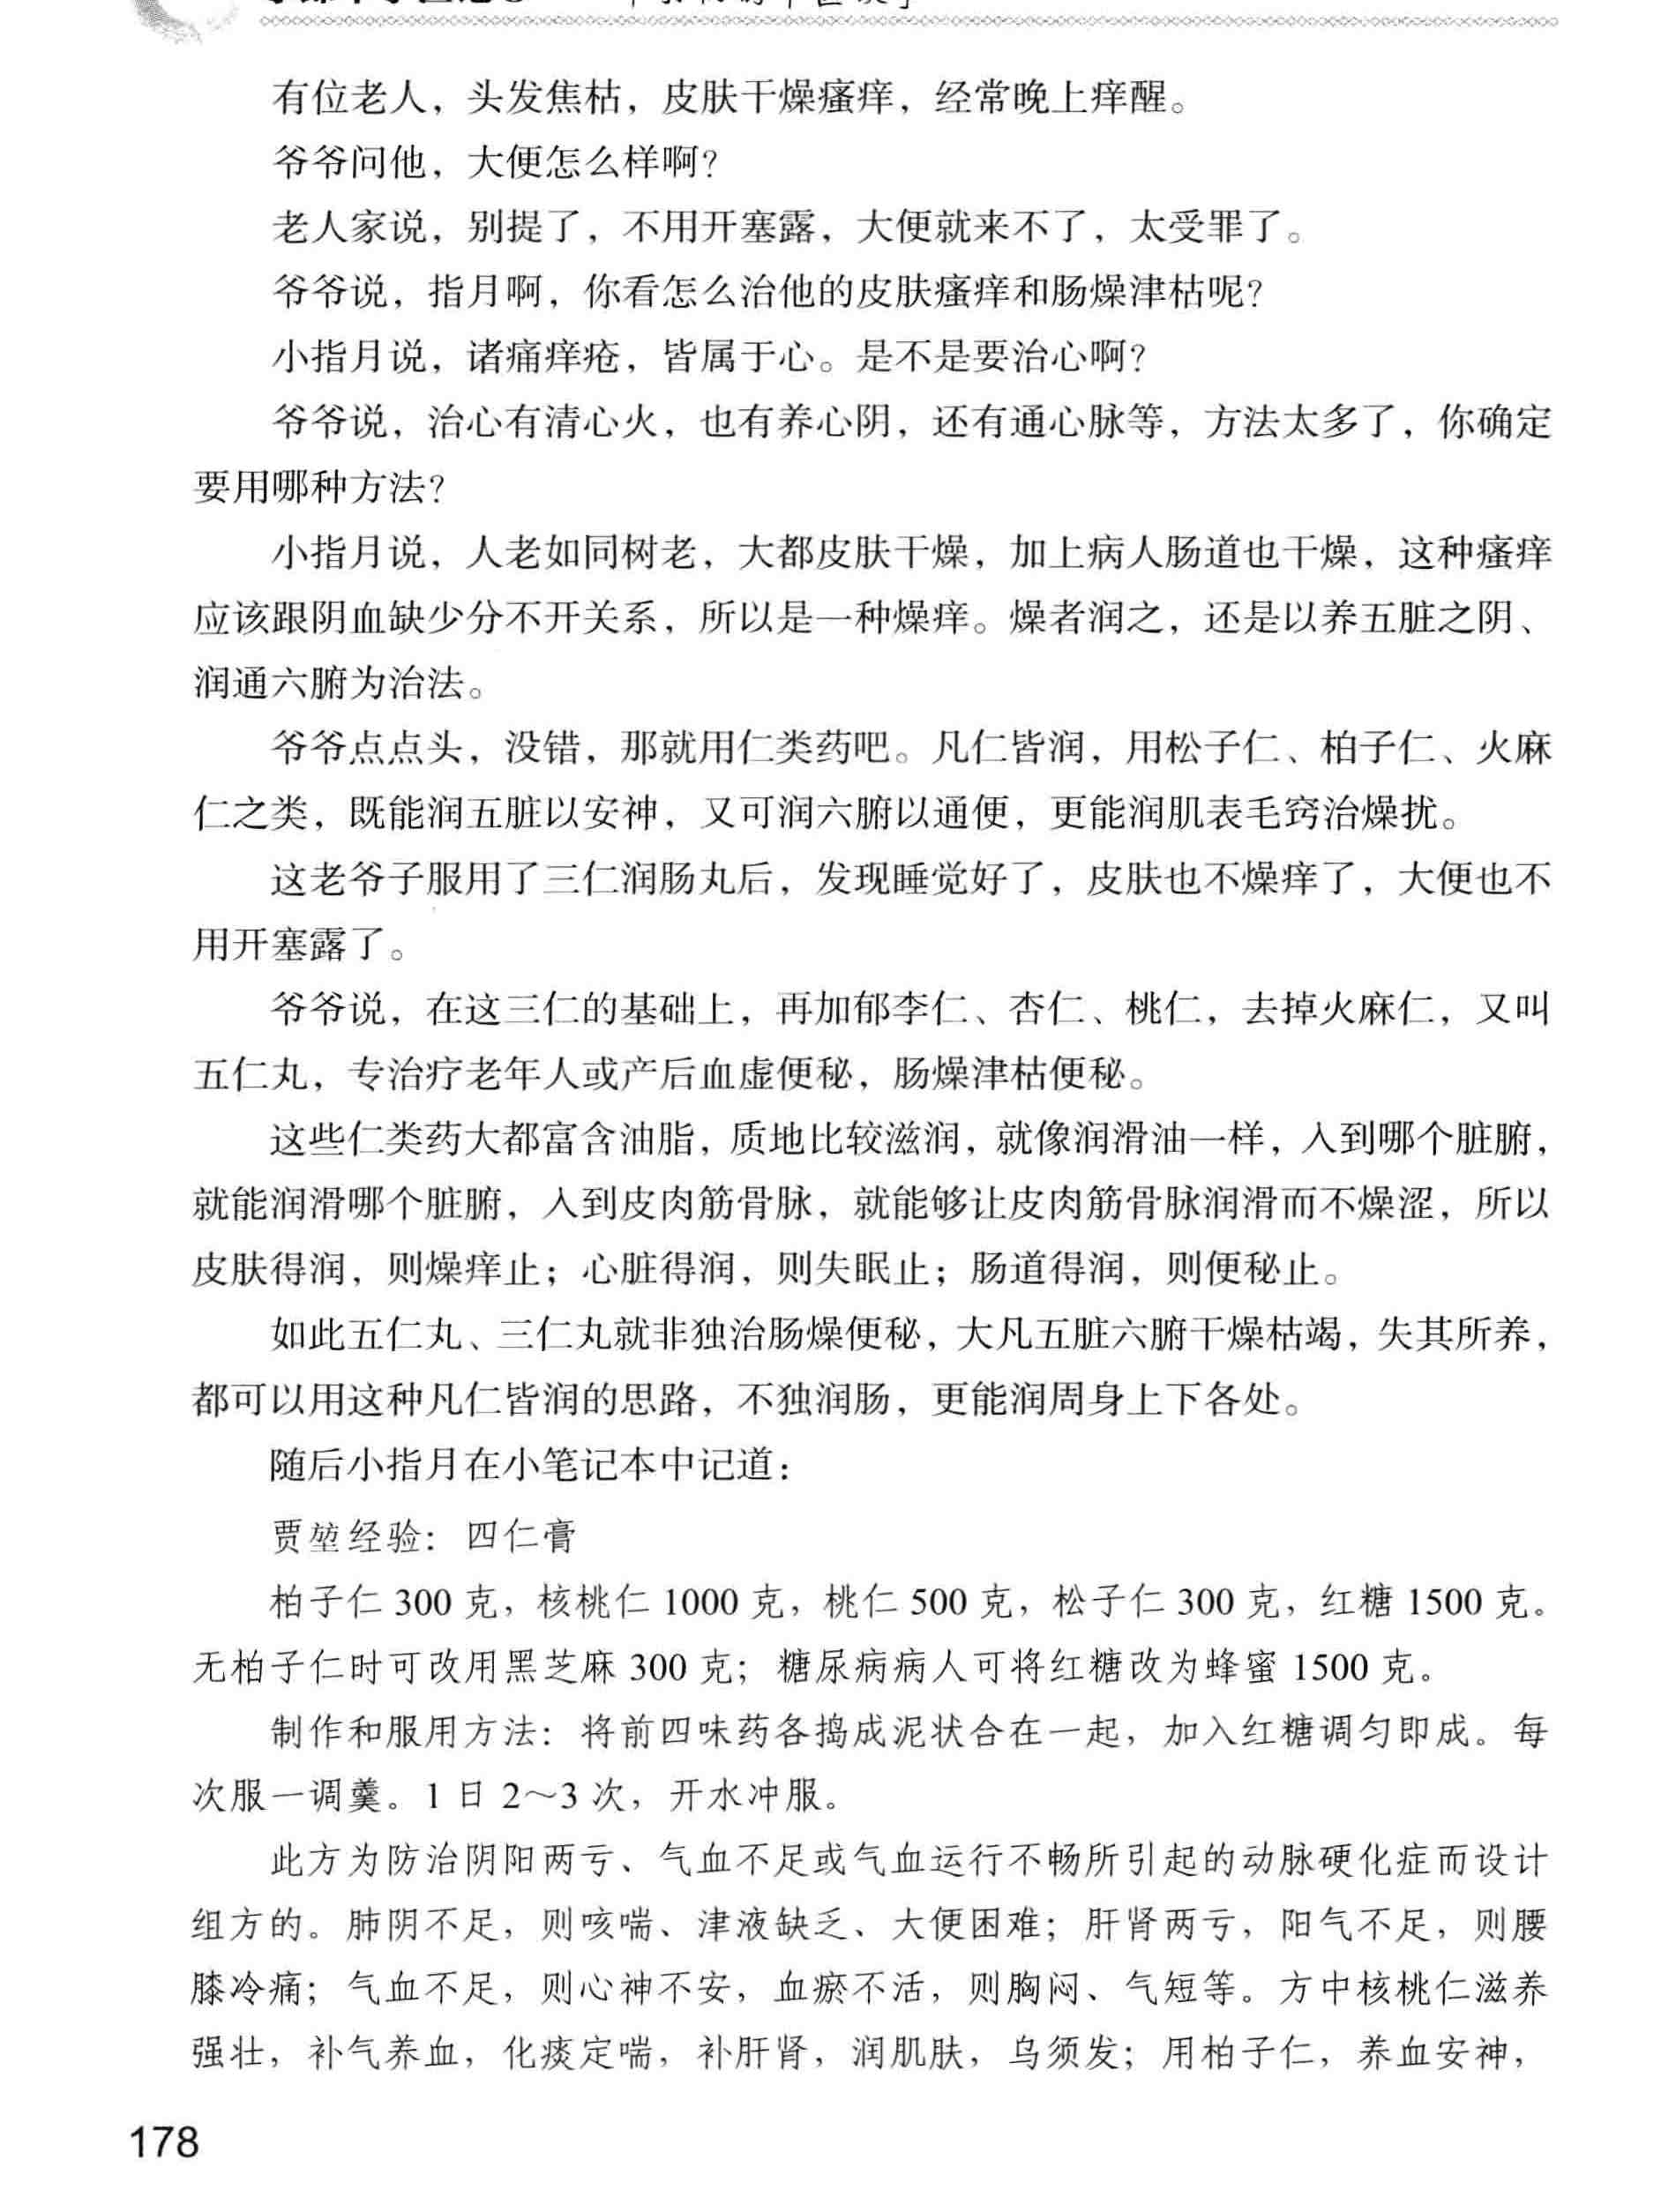 有位老人，头发焦枯，皮肤干燥瘙痒，经常晚上痒醒。
爷爷问他，大便怎么样啊？
老人家说，别提了，不用开塞露，大便就来不了，太受罪了。
爷爷说，指月啊，你看怎么治他的皮肤瘙痒和肠燥津枯呢？
小指月说，诸痛痒疮，皆属于心。是不是要治心啊？
爷爷说，治心有清心火，也有养心阴，还有通心脉等，方法太多了，你确定
要用哪种方法？
小指月说，人老如同树老，大都皮肤干燥，加上病人肠道也干燥，这种瘙痒
应该跟阴血缺少分不开关系，所以是一种燥痒。燥者润之，还是以养五脏之阴、
润通六腑为治法。
爷爷点点头，没错，那就用仁类药吧。凡仁皆润，用松子仁、柏子仁、火麻
仁之类，既能润五脏以安神，又可润六腑以通便，更能润肌表毛窍治燥扰。
这老爷子服用了三仁润肠丸后，发现睡觉好了，皮肤也不燥痒了，大便也不
用开塞露了。
爷爷说，在这三仁的基础上，再加郁李仁、杏仁、桃仁，去掉火麻仁，又叫
五仁丸，专治疗老年人或产后血虚便秘，肠燥津枯便秘。
这些仁类药大都富含油脂，质地比较滋润，就像润滑油一样，入到哪个脏腑，
就能润滑哪个脏腑，入到皮肉筋骨脉，就能够让皮肉筋骨脉润滑而不燥涩，所以
皮肤得润，则燥痒止；心脏得润，则失眠止；肠道得润，则便秘止。
如此五仁丸、三仁丸就非独治肠燥便秘，大凡五脏六腑干燥枯竭，失其所养，
都可以用这种凡仁皆润的思路，不独润肠，更能润周身上下各处。
随后小指月在小笔记本中记道：
贾堃经验：四仁膏
柏子仁 300 克，核桃仁 1000 克，桃仁 500 克，松子仁 300 克，红糖 1500 克。
无柏子仁时可改用黑芝麻 300 克；糖尿病病人可将红糖改为蜂蜜 1500 克。
制作和服用方法：将前四味药各捣成泥状合在一起，加入红糖调匀即成。每
次服一调羹。1 日 2～3 次，开水冲服。
此方为防治阴阳两亏、气血不足或气血运行不畅所引起的动脉硬化症而设计
组方的。肺阴不足，则咳喘、津液缺乏、大便困难；肝肾两亏，阳气不足，则腰
膝冷痛；气血不足，则心神不安，血瘀不活，则胸闷、气短等。方中核桃仁滋养
强壮，补气养血，化痰定喘，补肝肾，润肌肤，乌须发；用柏子仁，养血安神，
178